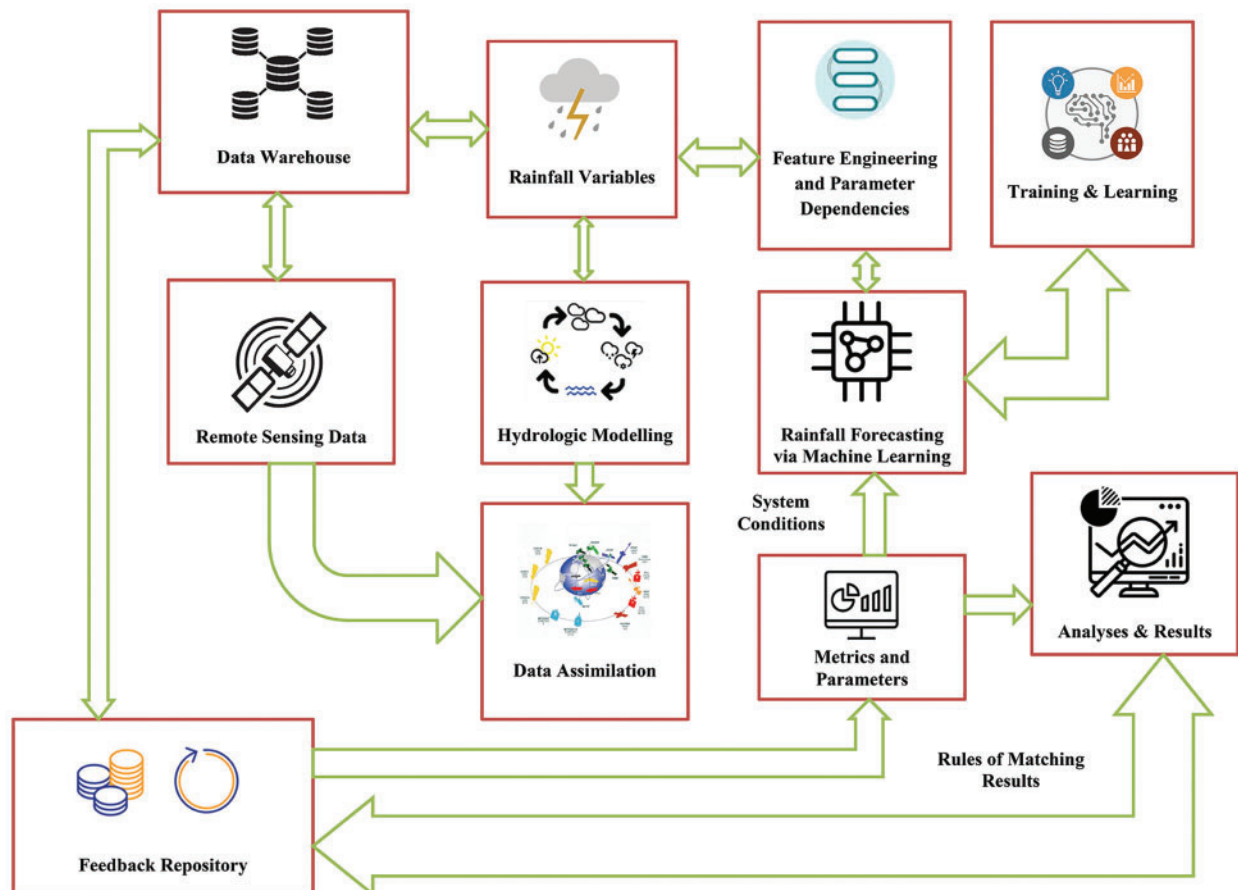 Data Warehouse
Rainfall Variables
Feature Engineering
and Parameter
Dependencies
Training & Learning
Remote Sensing Data
Hydrologic Modelling
Rainfall Forecasting
via Machine Learning
System
Conditions
Data Assimilation
Metrics and
Parameters
Analyses & Results
Rules of Matching
Results
Feedback Repository